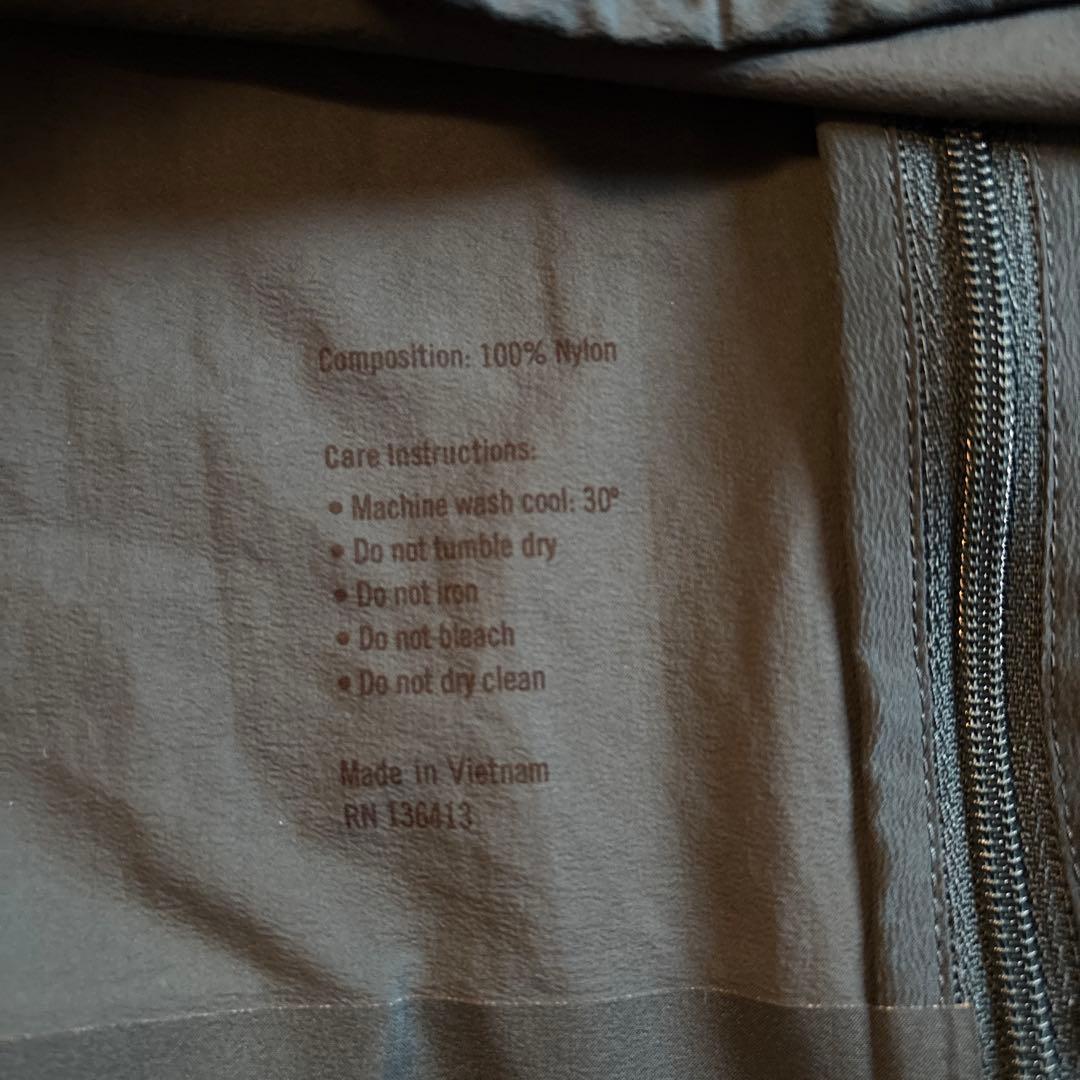 Composition: 100% Nylon
Care Instructions:
• Machine wash cool: 30°
• Do not tumble dry
• Do not iron
• Do not bleach
• Do not dry clean
Made in Vietnam
RN 136413